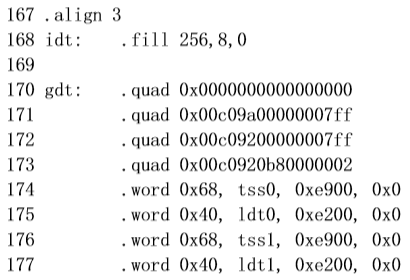 167 .align 3
168 idt:    .fill 256,8,0
169
170 gdt:    .quad 0x0000000000000000
171         .quad 0x00c09a00000007ff
172         .quad 0x00c09200000007ff
173         .quad 0x00c0920b80000002
174         .word 0x68, tss0, 0xe900, 0x0
175         .word 0x40, ldt0, 0xe200, 0x0
176         .word 0x68, tss1, 0xe900, 0x0
177         .word 0x40, ldt1, 0xe200, 0x0